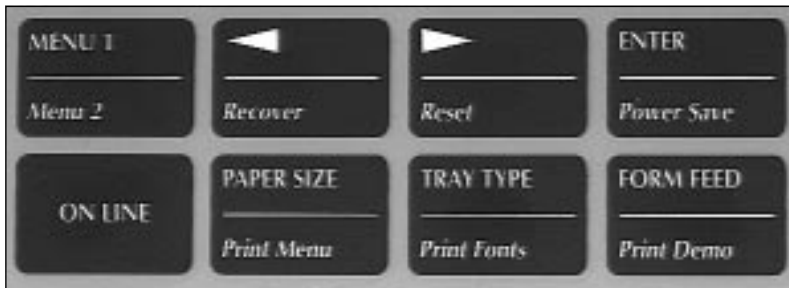 MENU 1
Menu 2
Recover
Reset
ENTER
Power Save
ON LINE
PAPER SIZE
Print Menu
TRAY TYPE
Print Fonts
FORM FEED
Print Demo